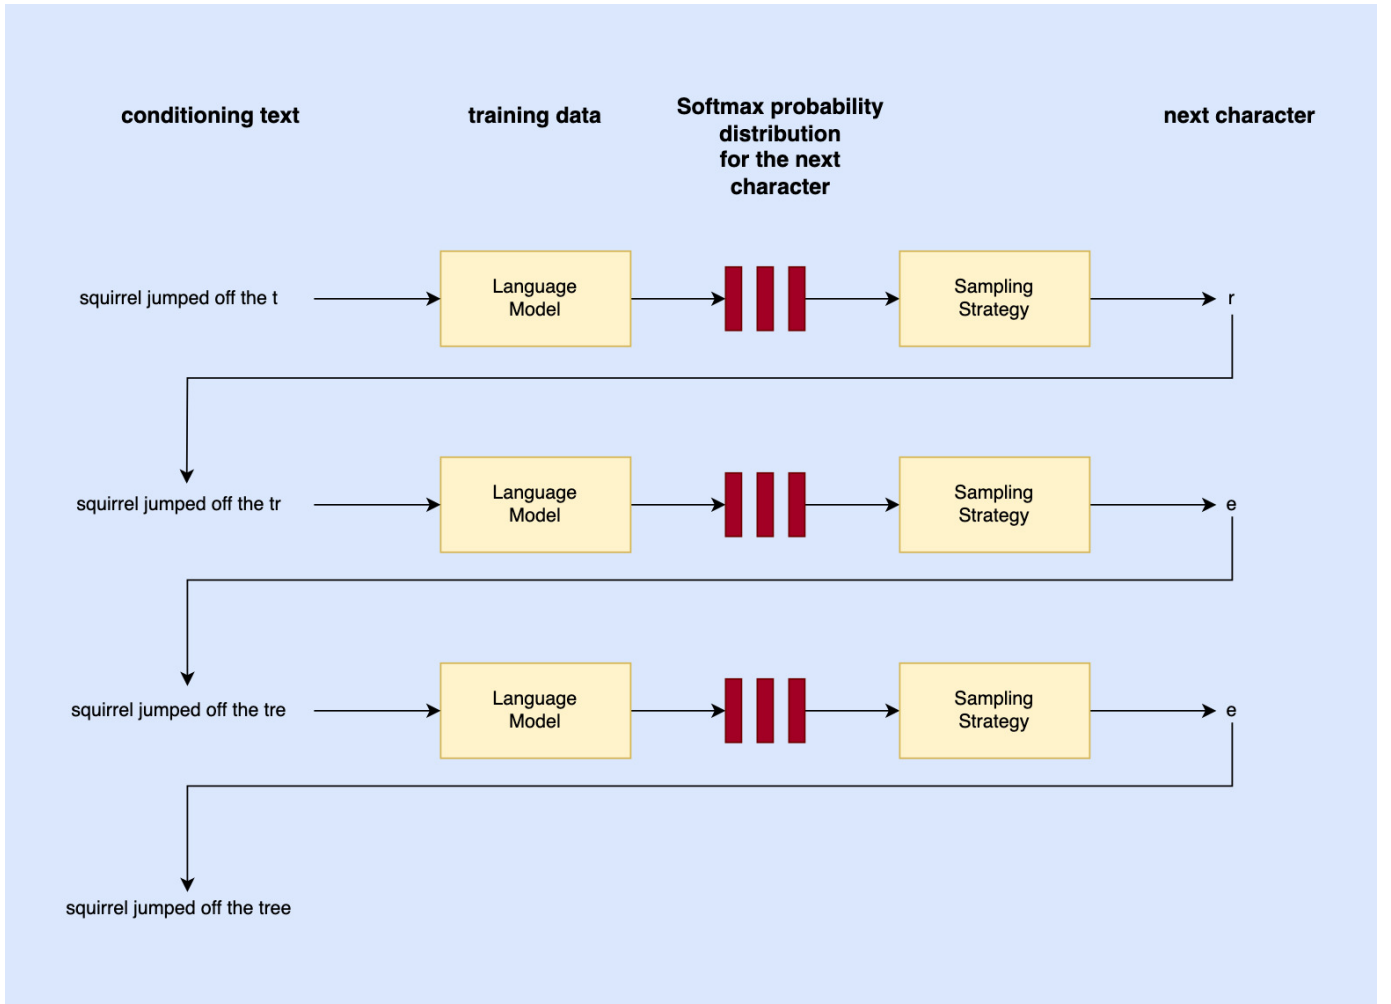 conditioning text
training data
Softmax probability
distribution
for the next
character
next character
squirrel jumped off the t
Language
Model
Sampling
Strategy
r
squirrel jumped off the tr
Language
Model
Sampling
Strategy
e
squirrel jumped off the tre
Language
Model
Sampling
Strategy
e
squirrel jumped off the tree